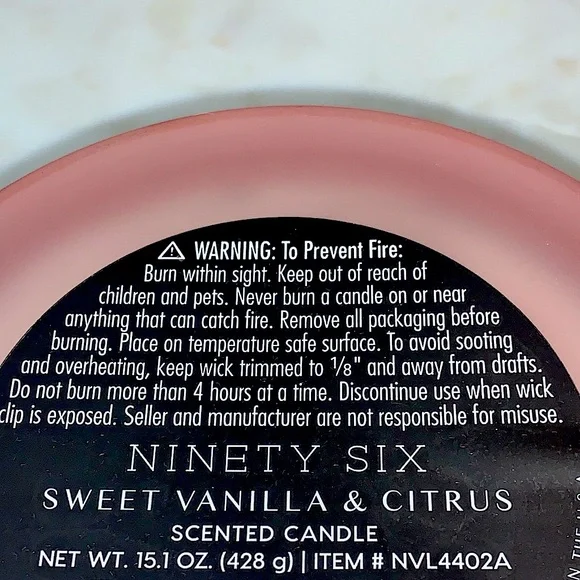 ⚠ WARNING: To Prevent Fire:
Burn within sight. Keep out of reach of
children and pets. Never burn a candle on or near
anything that can catch fire. Remove all packaging before
burning. Place on temperature safe surface. To avoid sooting
and overheating, keep wick trimmed to 1/8" and away from drafts.
Do not burn more than 4 hours at a time. Discontinue use when wick
clip is exposed. Seller and manufacturer are not responsible for misuse.
NINETY SIX
SWEET VANILLA & CITRUS
SCENTED CANDLE
NET WT. 15.1 OZ. (428 g) | ITEM # NVL4402A